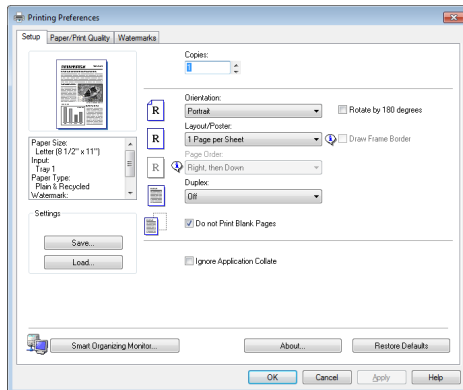 Printing Preferences
Setup
Paper/Print Quality
Watermarks
Copies:
1
NEWSPAPER
Orientation:
R
Portrait
Rotate by 180 degrees
Layout/Poster:
R
1 Page per Sheet
Draw Frame Border
Page Order:
R
Right, then Down
Duplex:
Off
Do not Print Blank Pages
Ignore Application Collate
Paper Size:
Letter (8 1/2" x 11")
Input:
Tray 1
Paper Type:
Plain & Recycled
Watermark:
Settings
Save...
Load...
Smart Organizing Monitor...
About...
Restore Defaults
OK
Cancel
Apply
Help